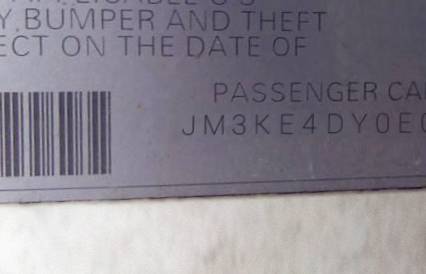 Y, BUMPER AND THEFT
ECT ON THE DATE OF
PASSENGER CA
JM3KE4DY0E